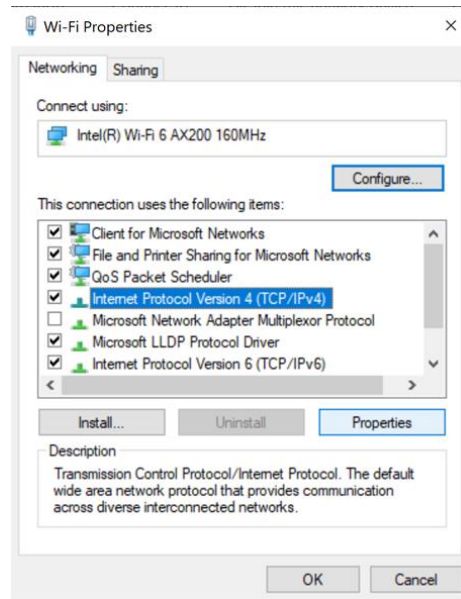 Wi-Fi Properties
Networking Sharing
Connect using:
Intel(R) Wi-Fi 6 AX200 160MHz
Configure...
This connection uses the following items:
Client for Microsoft Networks
File and Printer Sharing for Microsoft Networks
QoS Packet Scheduler
Internet Protocol Version 4 (TCP/IPv4)
Microsoft Network Adapter Multiplexor Protocol
Microsoft LLDP Protocol Driver
Internet Protocol Version 6 (TCP/IPv6)
Install... Uninstall Properties
Description
Transmission Control Protocol/Internet Protocol. The default
wide area network protocol that provides communication
across diverse interconnected networks.
OK Cancel